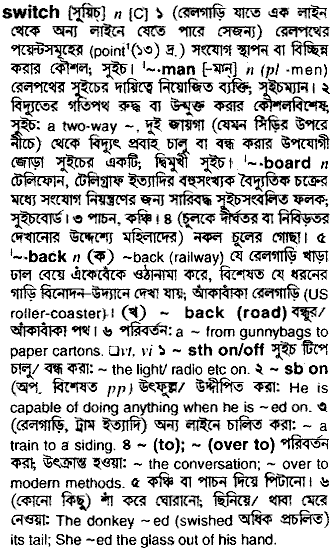 switch [সুয়িচ] n [C] ১ (রেলগাড়ি যাতে এক লাইন
থেকে অন্য লাইনে যেতে পারে সেজন্য) রেলপথের
পয়েন্টসমূহের (point¹(১৩) দ্র.) সংযোগ স্থাপন বা বিচ্ছিন্ন
করার কৌশল; সুইচ। ˈ~·man [–মান্] n (pl -men)
রেলপথের সুইচের দায়িত্বে নিয়োজিত ব্যক্তি; সুইচম্যান। ২
বিদ্যুতের গতিপথ রুদ্ধ বা উন্মুক্ত করার কৌশলবিশেষ;
সুইচ: a two-way ~, দুই জায়গা (যেমন সিঁড়ির উপরে
নীচে) থেকে বিদ্যুৎ প্রবাহ চালু বা বন্ধ করার উপযোগী
জোড়া সুইচের একটি; দ্বিমুখী সুইচ। ˈ~·board n
টেলিফোন, টেলিগ্রাফ ইত্যাদির বহুসংখ্যক বৈদ্যুতিক চক্রের
মধ্যে সংযোগ নিয়ন্ত্রণের জন্য সারিবদ্ধ সুইচসংবলিত ফলক;
সুইচবোর্ড। ৩ পাচন, কঞ্চি। ৪ (চুলকে দীর্ঘতর বা নিবিড়তর
দেখানোর উদ্দেশ্যে মহিলাদের) নকল চুলের গোছা। ৫
ˈ~·back n (ক) ~back (railway) যে রেলগাড়ি খাড়া
ঢাল বেয়ে এঁকেবেঁকে ওঠানামা করে, বিশেষত যে ধরনের
গাড়ি বিনোদন-উদ্যানে দেখা যায়; আঁকাবাঁকা রেলগাড়ি (US
roller-coaster)। (খ) ~ back (road) বন্ধুর/
আঁকাবাঁকা পথ। ৬ পরিবর্তন: a ~ from gunnybags to
paper cartons. ❑vt, vi ১ ~ sth on/off সুইচ টিপে
চালু/ বন্ধ করা: ~ the light/ radio etc on. ২ ~ sb on
(অপ. বিশেষত pp) উৎফুল্ল/ উদ্দীপিত করা: He is
capable of doing anything when he is ~ed on. ৩
(রেলগাড়ি, ট্রাম ইত্যাদি) অন্য লাইনে চালিত করা: ~ a
train to a siding. ৪ ~ (to); ~ (over to) পরিবর্তন
করা; উৎক্রান্ত হওয়া: ~ the conversation; ~ over to
modern methods. ৫ কঞ্চি বা পাচন দিয়ে পিটানো। ৬
(কোনো কিছু) শাঁ করে ঘোরানো; ছিনিয়ে/ থাবা মেরে
নেওয়া: The donkey ~ed (swished অধিক প্রচলিত)
its tail; She ~ed the glass out of his hand.